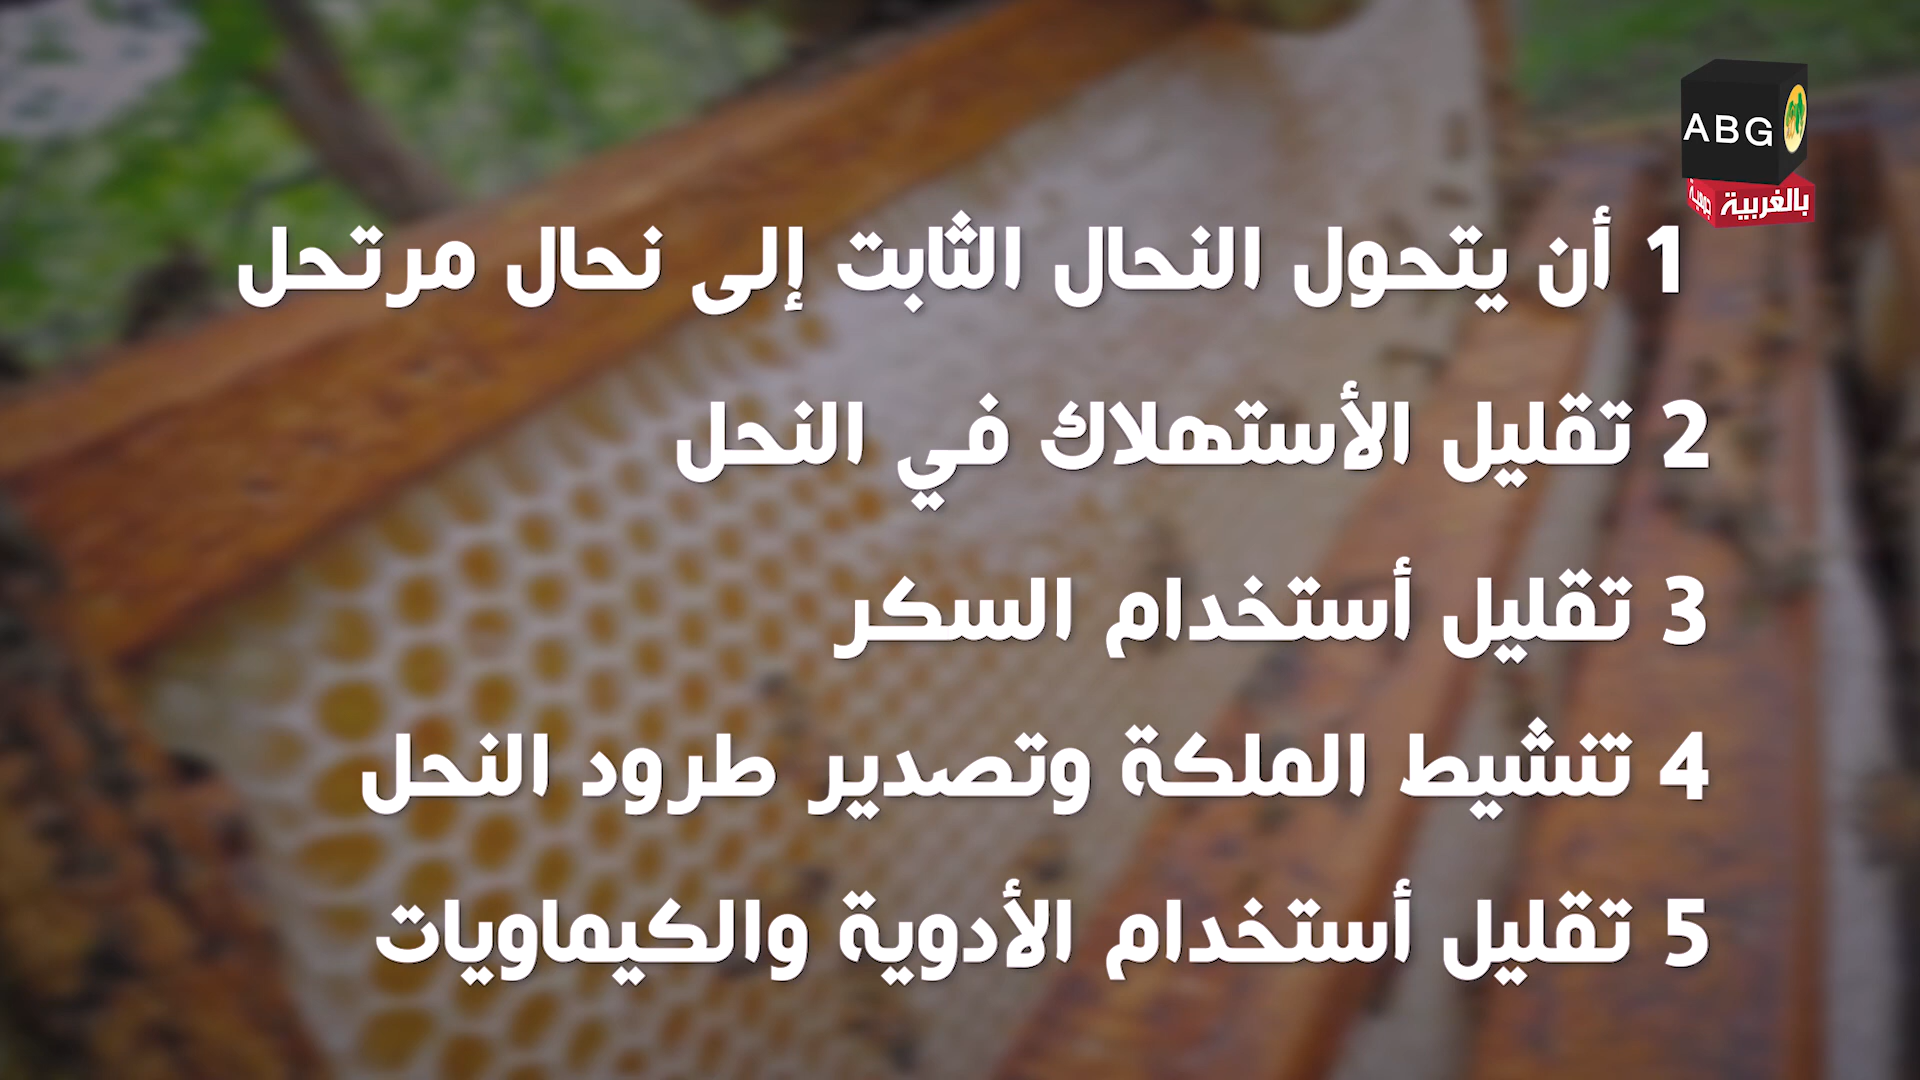 ABG
بالغربية
1 أن يتحول النحال الثابت إلى نحال مرتحل
2 تقليل الأستهلاك في النحل
3 تقليل أستخدام السكر
4 تنشيط الملكة وتصدير طرود النحل
5 تقليل أستخدام الأدوية والكيماويات